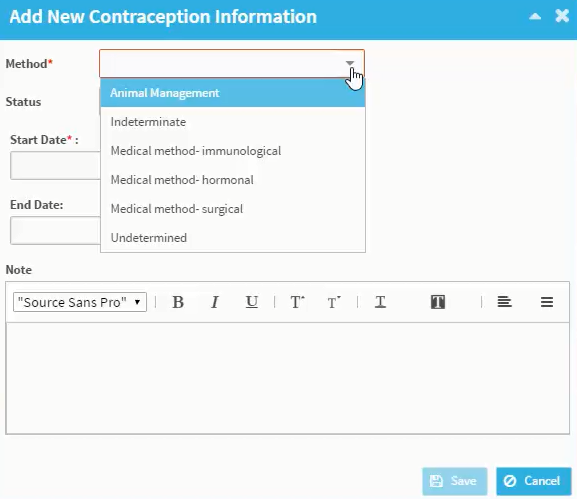 Add New Contraception Information
Method*
Animal Management
Status
Indeterminate
Start Date* :
Medical method- immunological
Medical method- hormonal
End Date:
Medical method- surgical
Undetermined
Note
"Source Sans Pro" B I U T T T T
Save Cancel